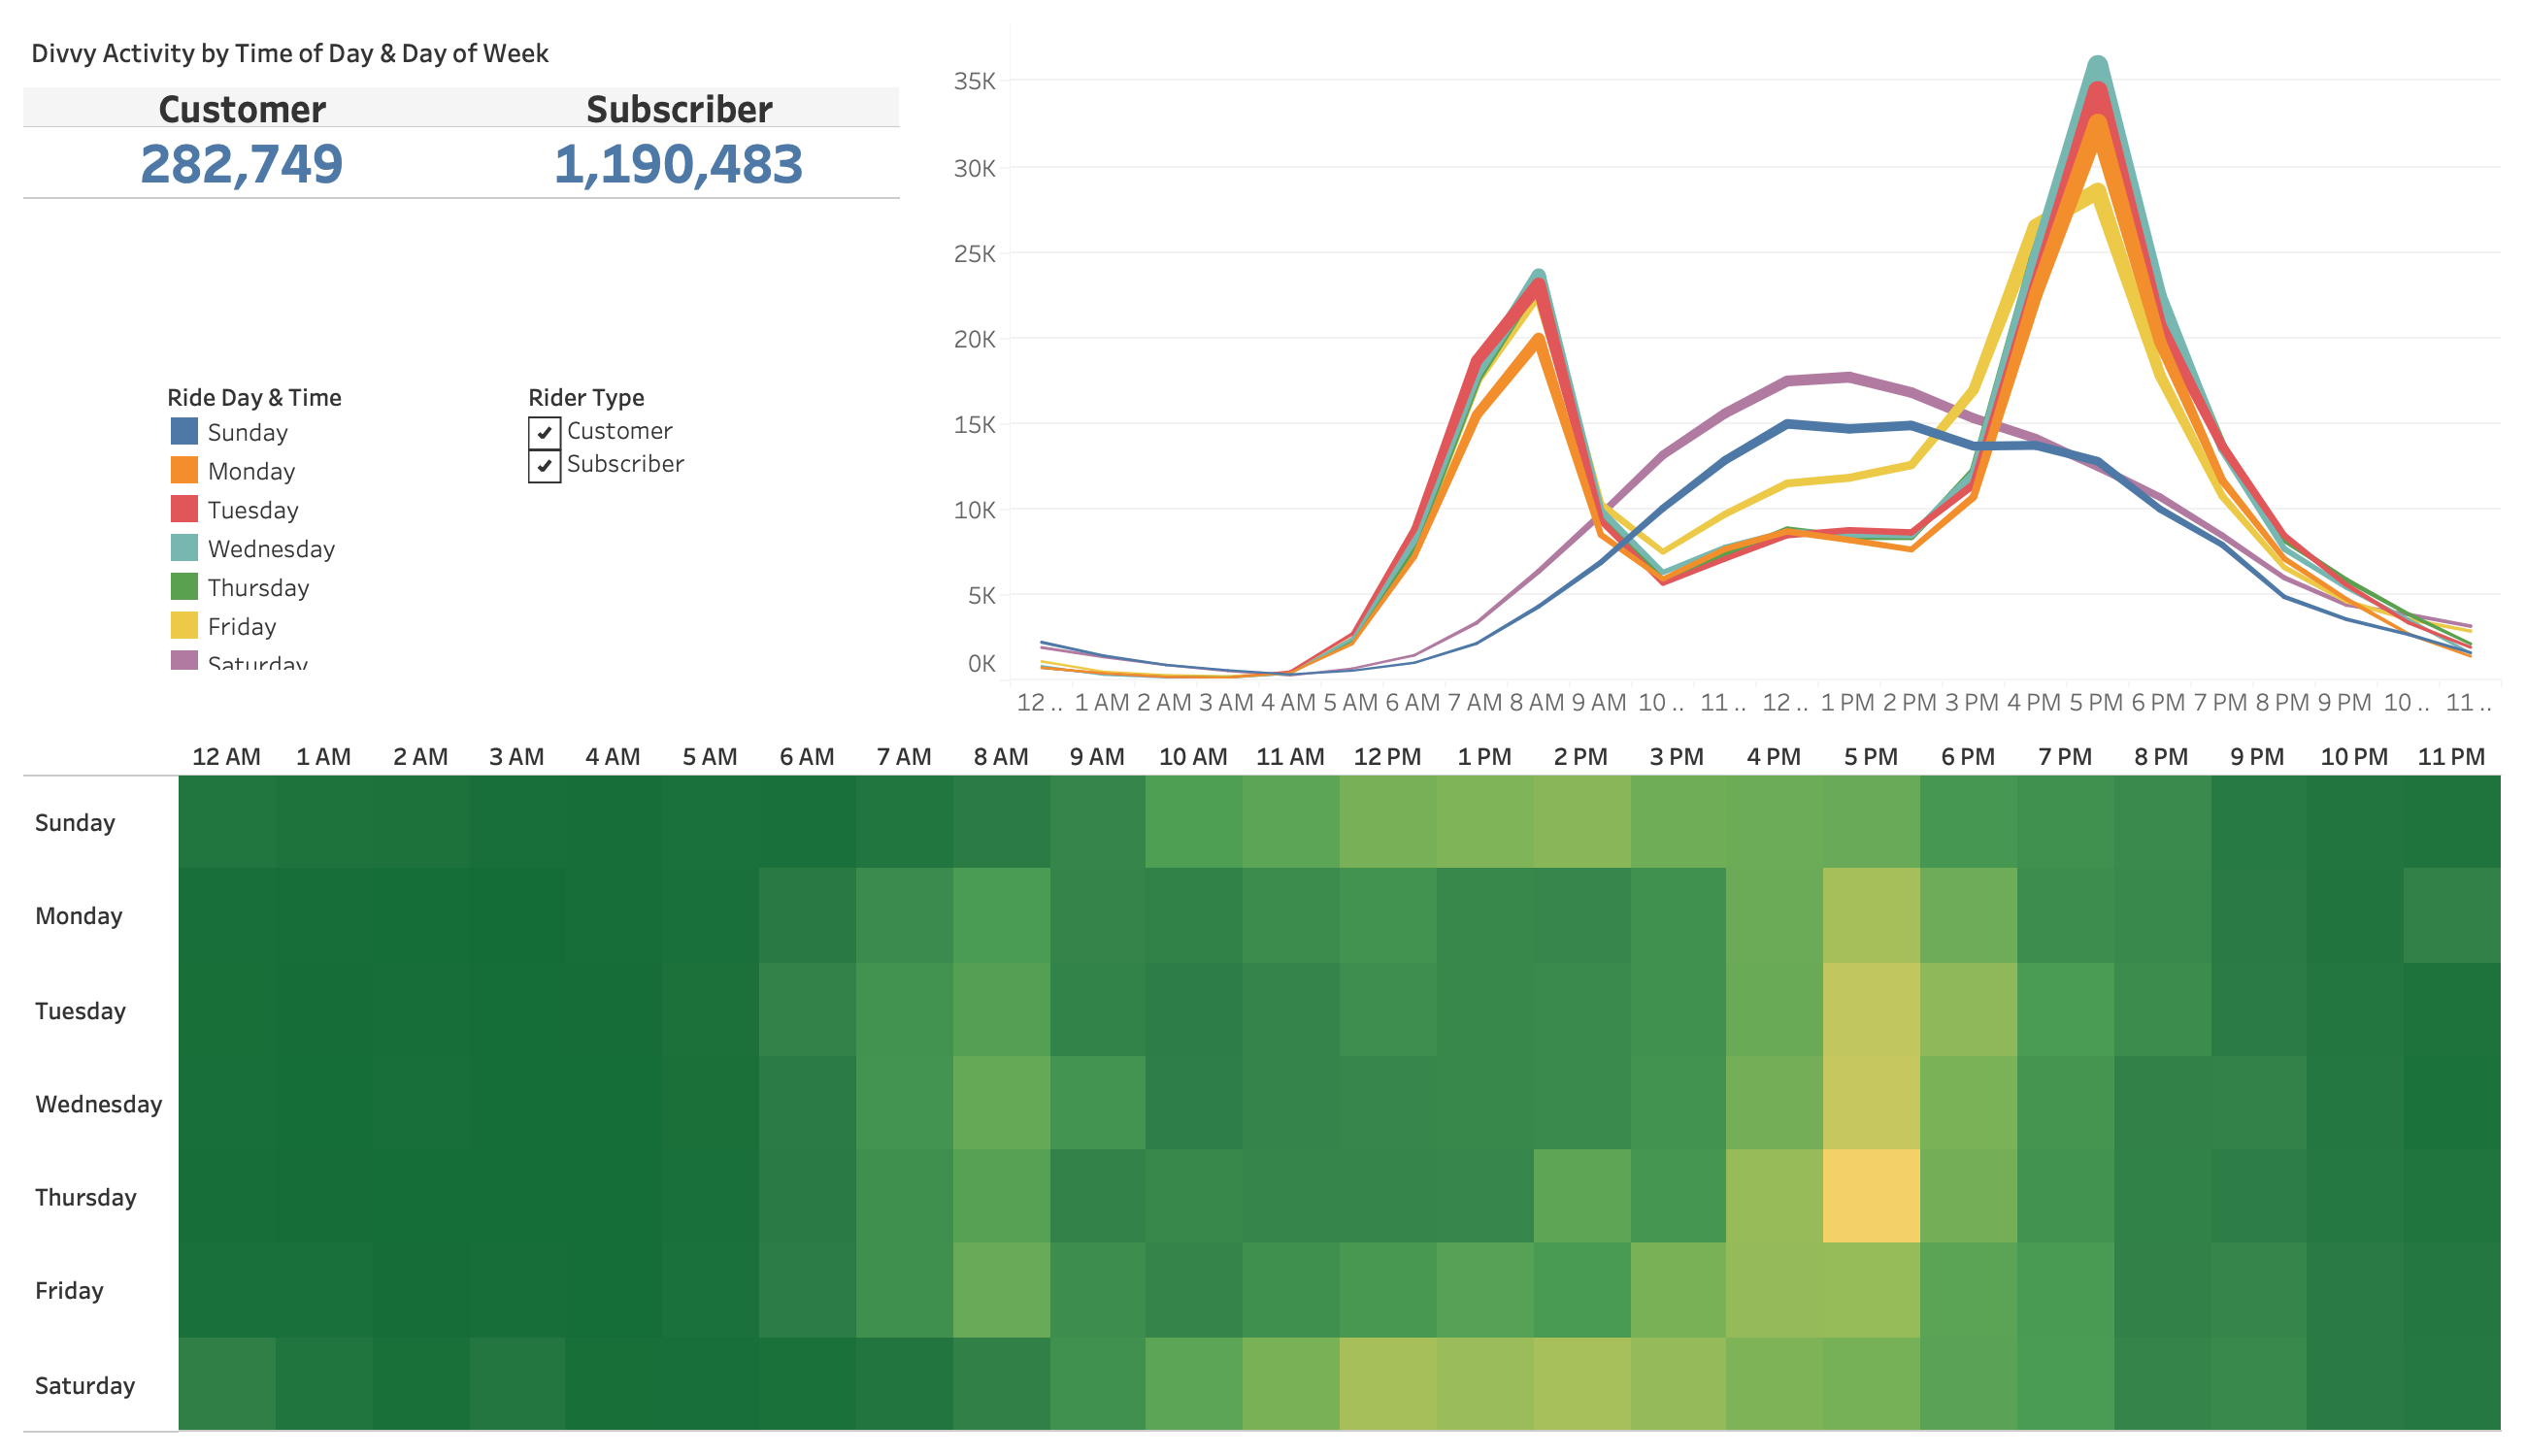 Divvy Activity by Time of Day & Day of Week
Customer Subscriber
282,749 1,190,483
Ride Day & Time
Sunday
Monday
Tuesday
Wednesday
Thursday
Friday
Saturday
Rider Type
Customer
Subscriber
35K
30K
25K
20K
15K
10K
5K
0K
12 .. 1 AM 2 AM 3 AM 4 AM 5 AM 6 AM 7 AM 8 AM 9 AM 10 .. 11 .. 12 .. 1 PM 2 PM 3 PM 4 PM 5 PM 6 PM 7 PM 8 PM 9 PM 10 .. 11 ..
12 AM 1 AM 2 AM 3 AM 4 AM 5 AM 6 AM 7 AM 8 AM 9 AM 10 AM 11 AM 12 PM 1 PM 2 PM 3 PM 4 PM 5 PM 6 PM 7 PM 8 PM 9 PM 10 PM 11 PM
Sunday
Monday
Tuesday
Wednesday
Thursday
Friday
Saturday